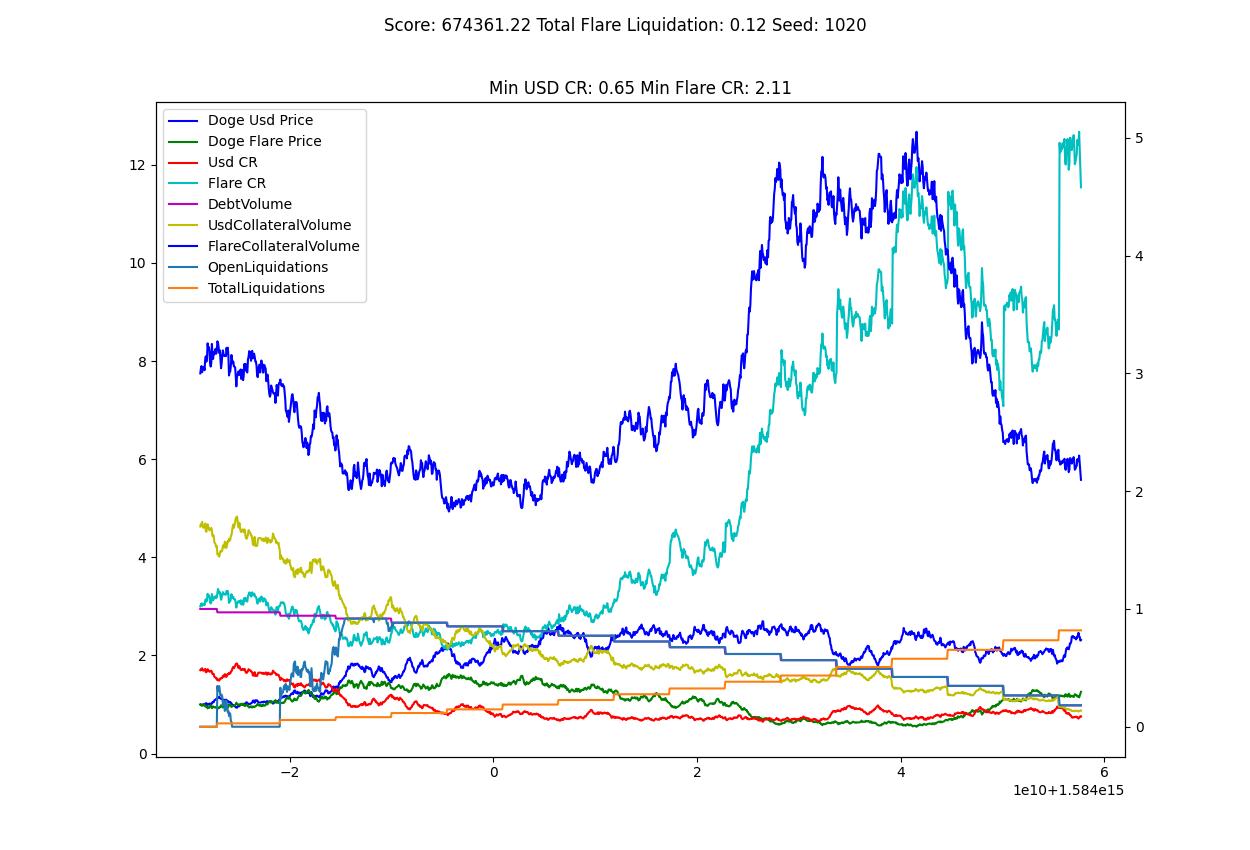 Score: 674361.22 Total Flare Liquidation: 0.12 Seed: 1020
Min USD CR: 0.65 Min Flare CR: 2.11
Doge Usd Price
Doge Flare Price
Usd CR
Flare CR
DebtVolume
UsdCollateralVolume
FlareCollateralVolume
OpenLiquidations
TotalLiquidations
12
10
8
6
4
2
0
5
4
3
2
1
0
−2 0 2 4 6
1e10+1.584e15